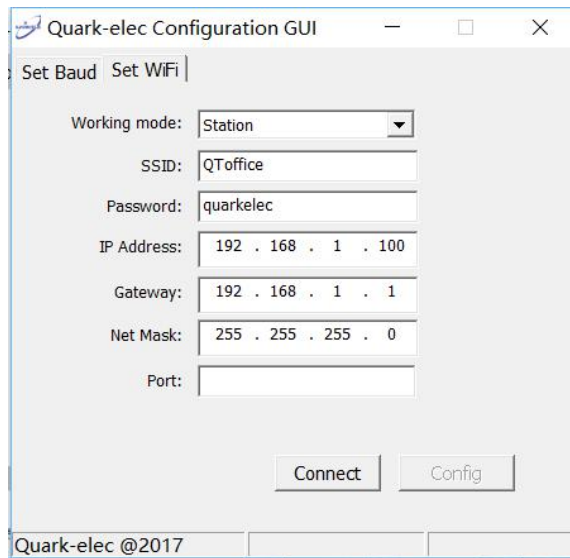 Quark-elec Configuration GUI
Set Baud Set WiFi
Working mode: Station
SSID: QToffice
Password: quarkelec
IP Address: 192 . 168 . 1 . 100
Gateway: 192 . 168 . 1 . 1
Net Mask: 255 . 255 . 255 . 0
Port:
Connect Config
Quark-elec @2017